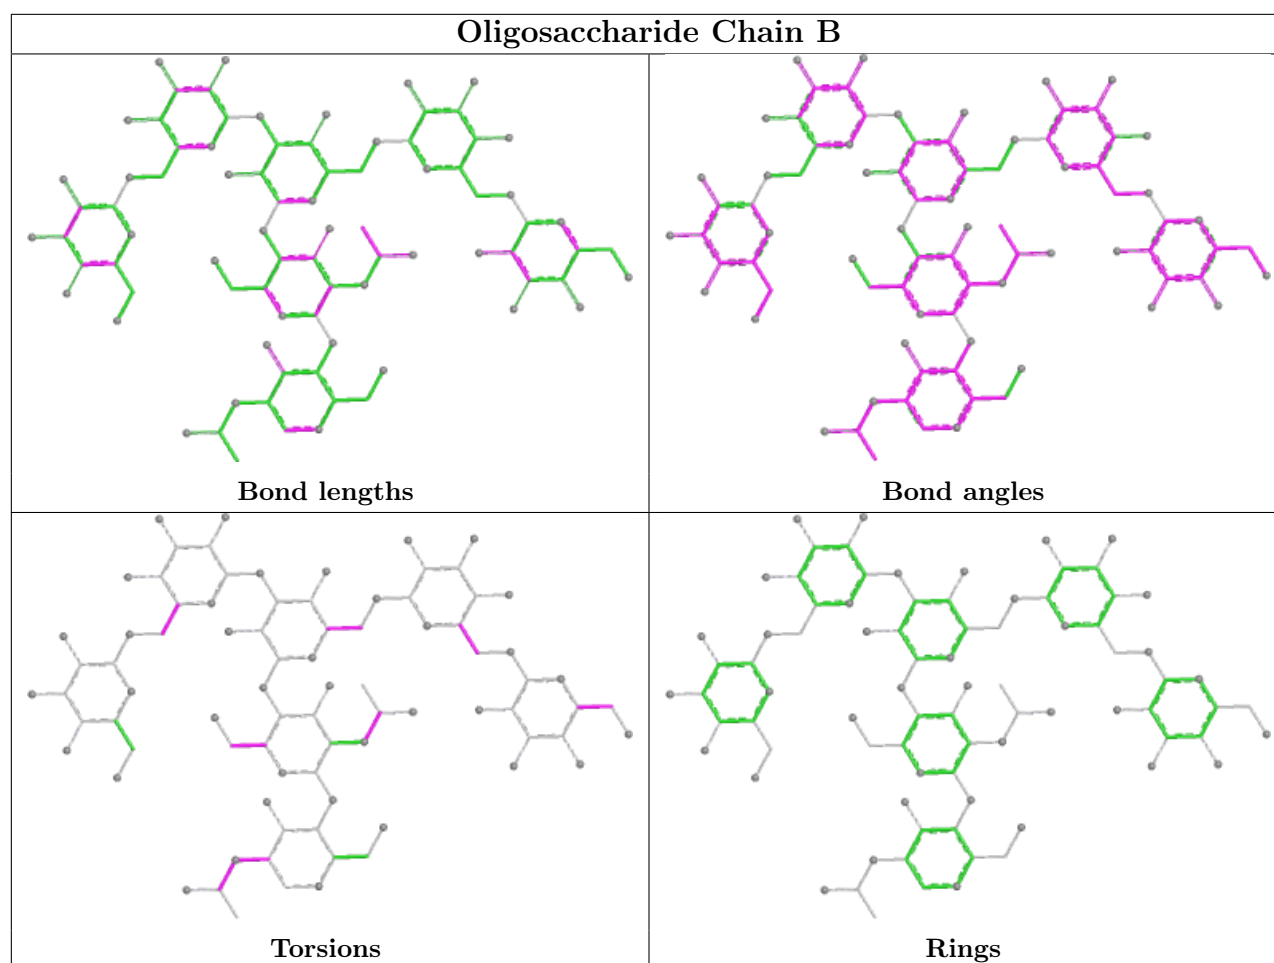 Oligosaccharide Chain B
Bond lengths
Bond angles
Torsions
Rings